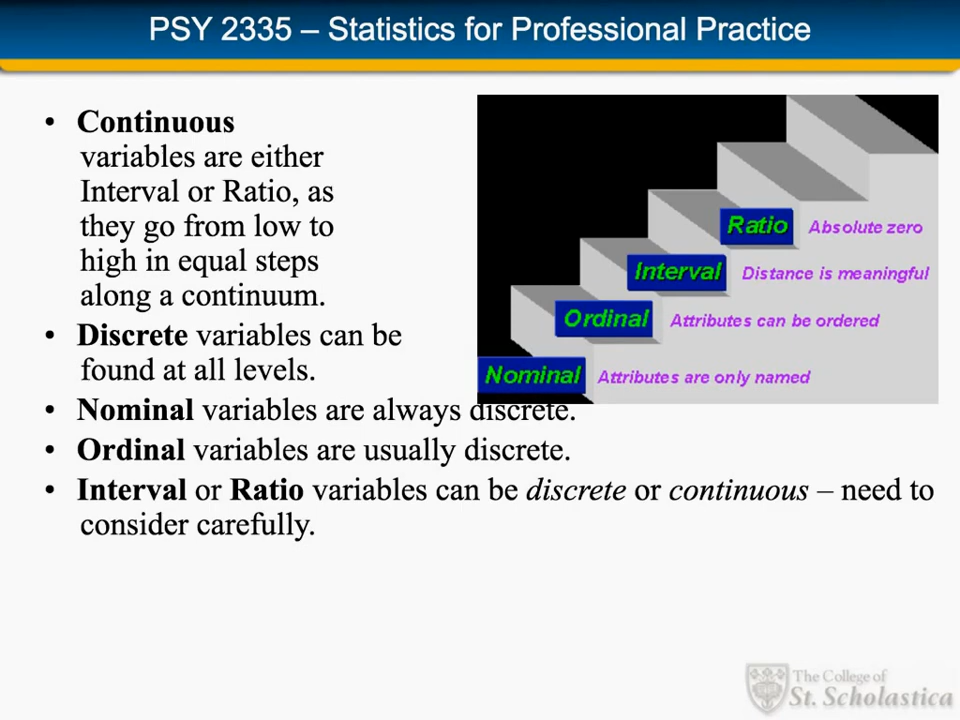 PSY 2335 – Statistics for Professional Practice
• Continuous
variables are either
Interval or Ratio, as
they go from low to
high in equal steps
along a continuum.
• Discrete variables can be
found at all levels.
• Nominal variables are always discrete.
• Ordinal variables are usually discrete.
• Interval or Ratio variables can be discrete or continuous – need to
consider carefully.
Ratio Absolute zero
Interval Distance is meaningful
Ordinal Attributes can be ordered
Nominal Attributes are only named
The College of
St. Scholastica